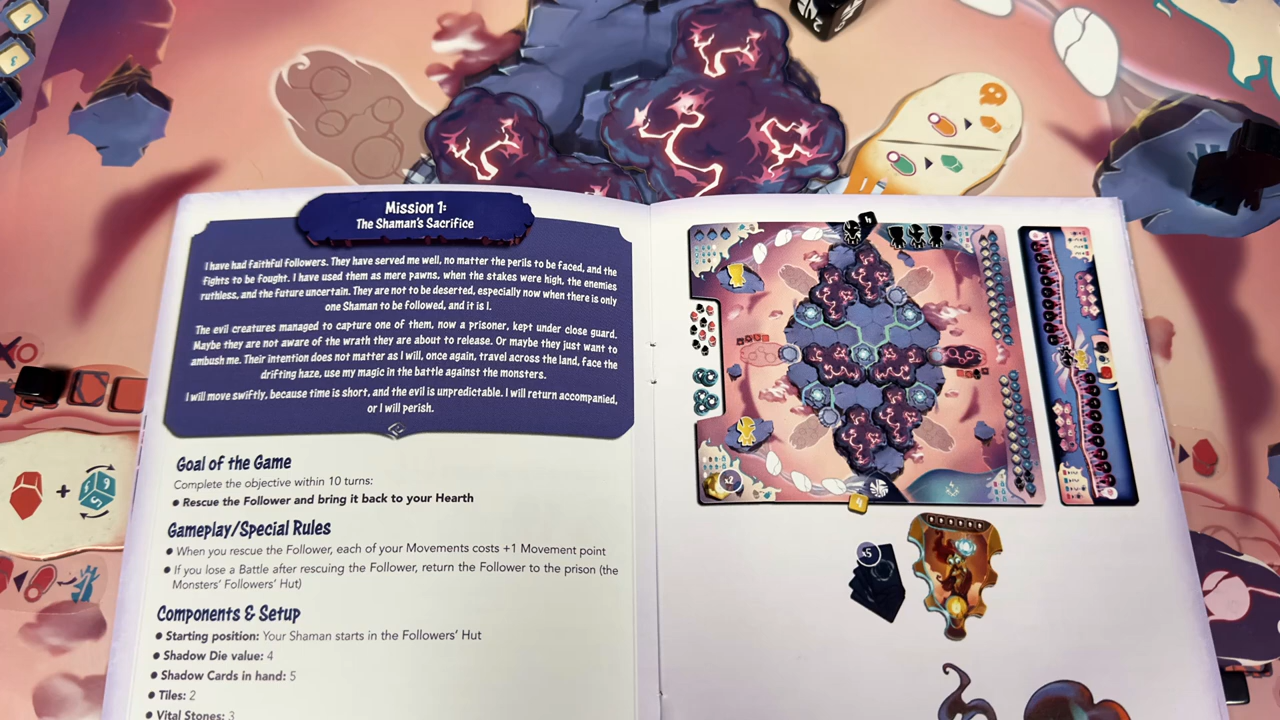 Mission 1:
The Shaman's Sacrifice
I have had faithful followers. They have served me well, no matter the perils to be faced, and the
fights to be fought. I have used them as mere pawns, when the stakes were high, the enemies
ruthless, and the future uncertain. They are not to be deserted, especially now when there is only
one Shaman to be followed, and it is I.
The evil creatures managed to capture one of them, now a prisoner, kept under close guard.
Maybe they are not aware of the wrath they are about to release. Or maybe they just want to
ambush me. Their intention does not matter as I will, once again, travel across the land, face the
drifting haze, use my magic in the battle against the monsters.
I will move swiftly, because time is short, and the evil is unpredictable. I will return accompanied,
or I will perish.
Goal of the Game
Complete the objective within 10 turns:
● Rescue the Follower and bring it back to your Hearth
Gameplay/Special Rules
● When you rescue the Follower, each of your Movements costs +1 Movement point
● If you lose a Battle after rescuing the Follower, return the Follower to the prison (the
Monsters' Followers' Hut)
Components & Setup
● Starting position: Your Shaman starts in the Followers' Hut
● Shadow Die value: 4
● Shadow Cards in hand: 5
● Tiles: 2
● Vital Stones: 3
4
x2
4
x5
2
3
2
+
5